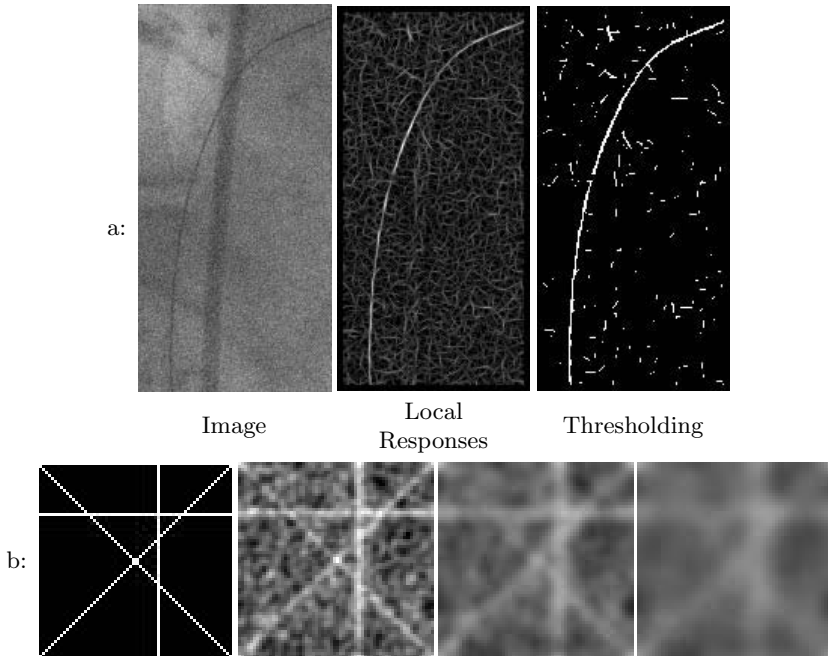 a:
Image
Local
Responses
Thresholding
b: